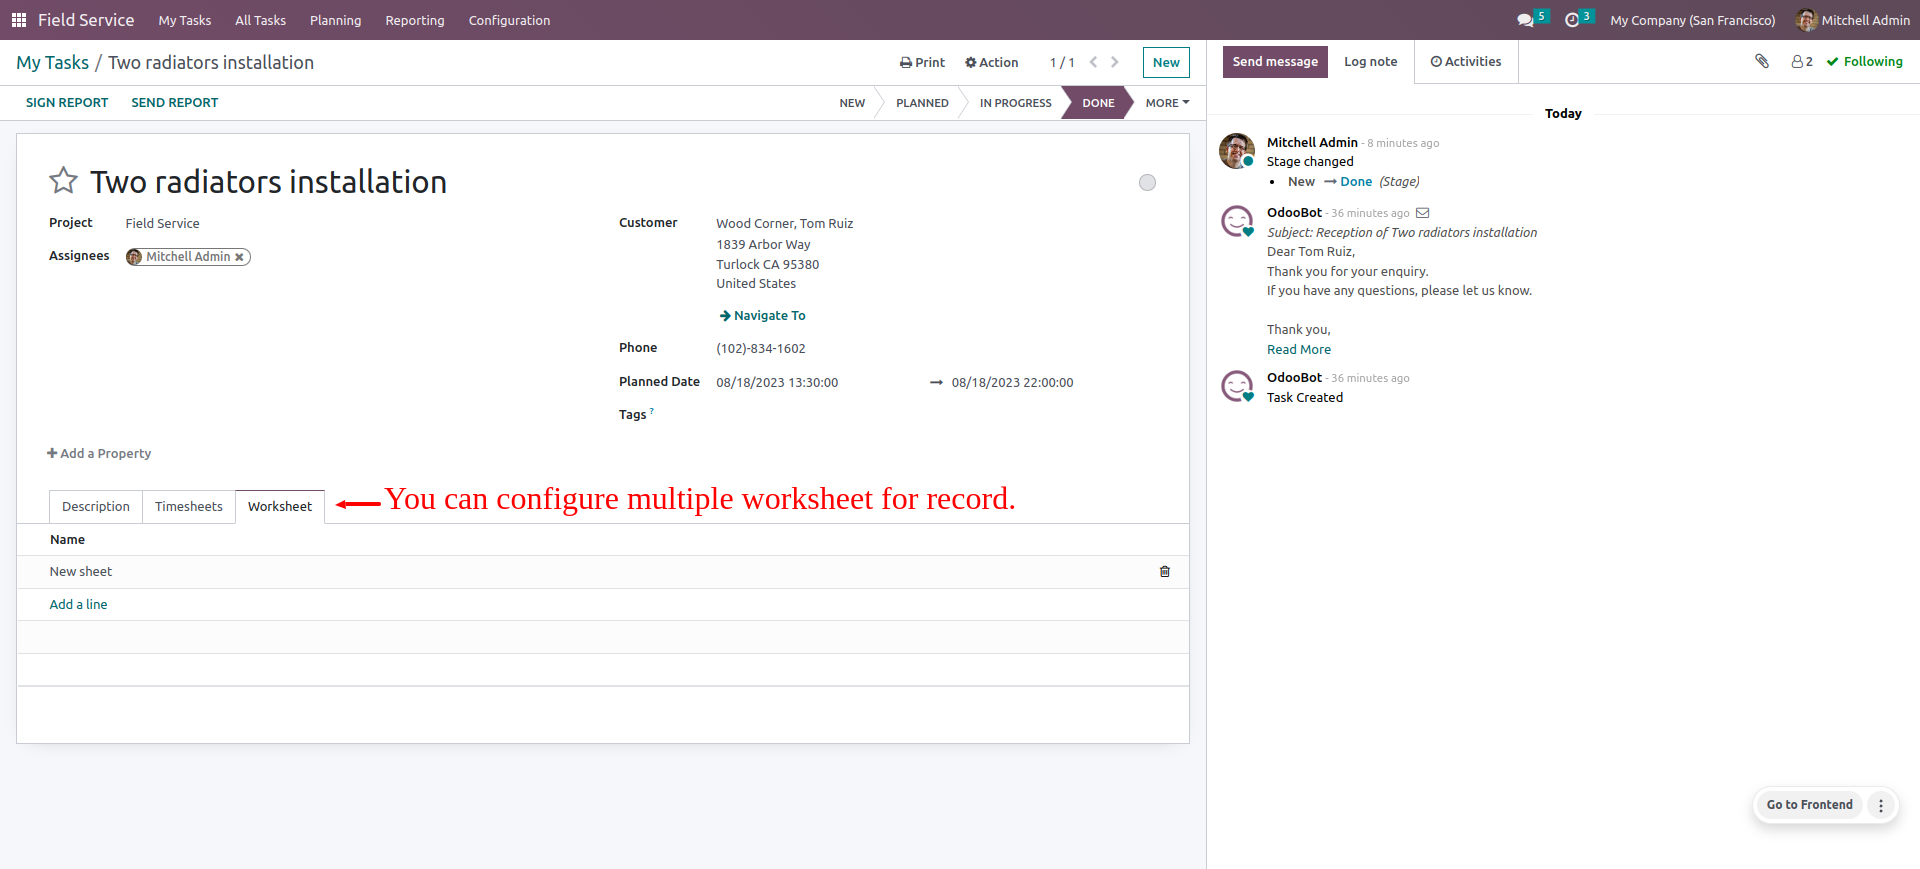 Field Service My Tasks All Tasks Planning Reporting Configuration 5 3 My Company (San Francisco) Mitchell Admin
My Tasks / Two radiators installation Print Action 1 / 1 New
SIGN REPORT SEND REPORT NEW PLANNED IN PROGRESS DONE MORE
Two radiators installation
Project Field Service
Assignees Mitchell Admin ✖
Customer Wood Corner, Tom Ruiz
1839 Arbor Way
Turlock CA 95380
United States
Navigate To
Phone (102)-834-1602
Planned Date 08/18/2023 13:30:00 → 08/18/2023 22:00:00
Tags ?
+ Add a Property
Description Timesheets Worksheet You can configure multiple worksheet for record.
Name
New sheet
Add a line
Send message Log note Activities 2 Following
Today
Mitchell Admin - 8 minutes ago
Stage changed
• New → Done (Stage)
OdooBot - 36 minutes ago
Subject: Reception of Two radiators installation
Dear Tom Ruiz,
Thank you for your enquiry.
If you have any questions, please let us know.
Thank you,
Read More
OdooBot - 36 minutes ago
Task Created
Go to Frontend